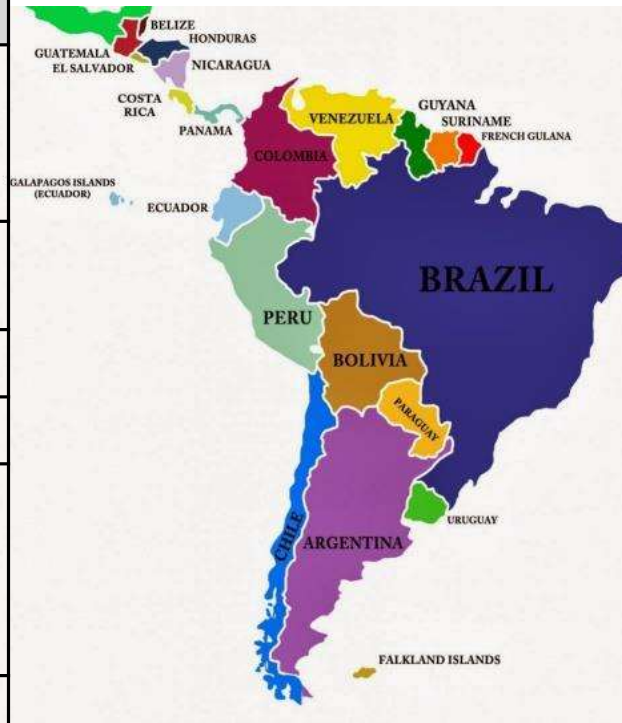 BELIZE
HONDURAS
GUATEMALA
EL SALVADOR
NICARAGUA
COSTA
RICA
PANAMA
VENEZUELA
GUYANA
SURINAME
FRENCH GULANA
COLOMBIA
GALAPAGOS ISLANDS
(ECUADOR)
ECUADOR
BRAZIL
PERU
BOLIVIA
PARAGUAY
URUGUAY
CHILE
ARGENTINA
FALKLAND ISLANDS